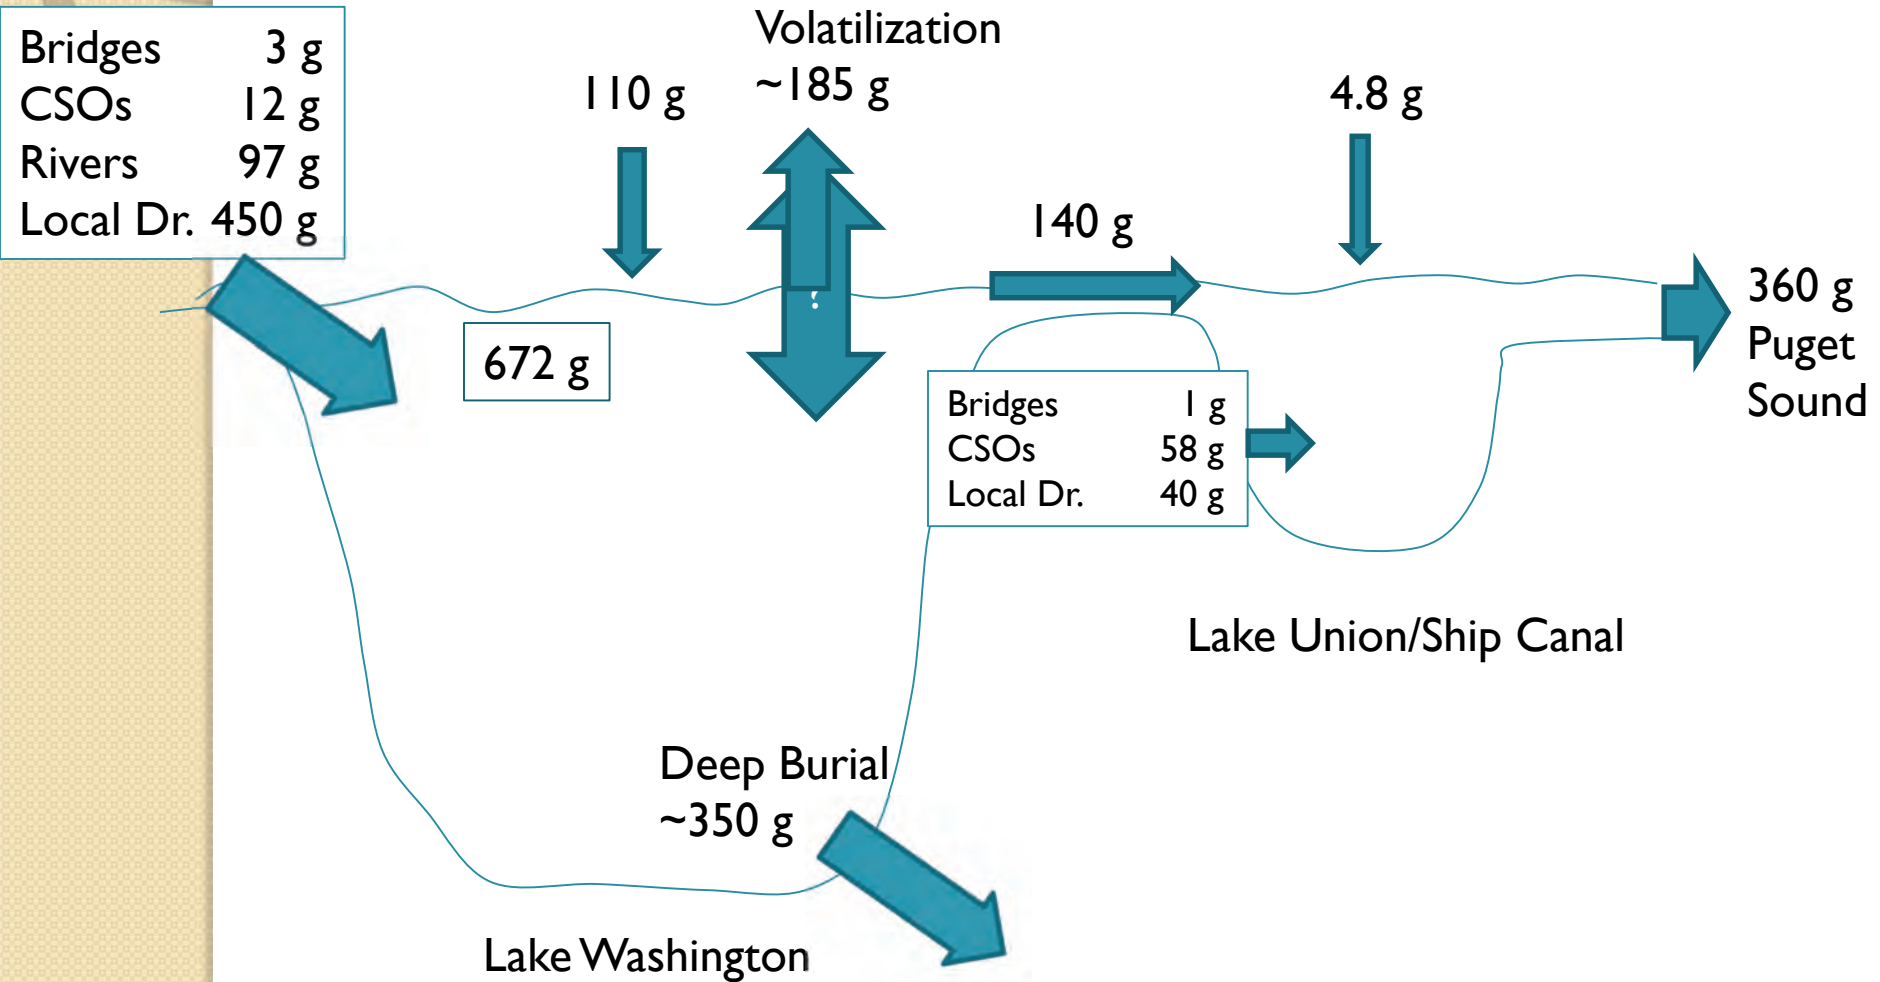 Bridges 3 g
CSOs 12 g
Rivers 97 g
Local Dr. 450 g
110 g
Volatilization
~185 g
4.8 g
140 g
?
360 g
Puget
Sound
672 g
Bridges 1 g
CSOs 58 g
Local Dr. 40 g
Lake Union/Ship Canal
Deep Burial
~350 g
Lake Washington